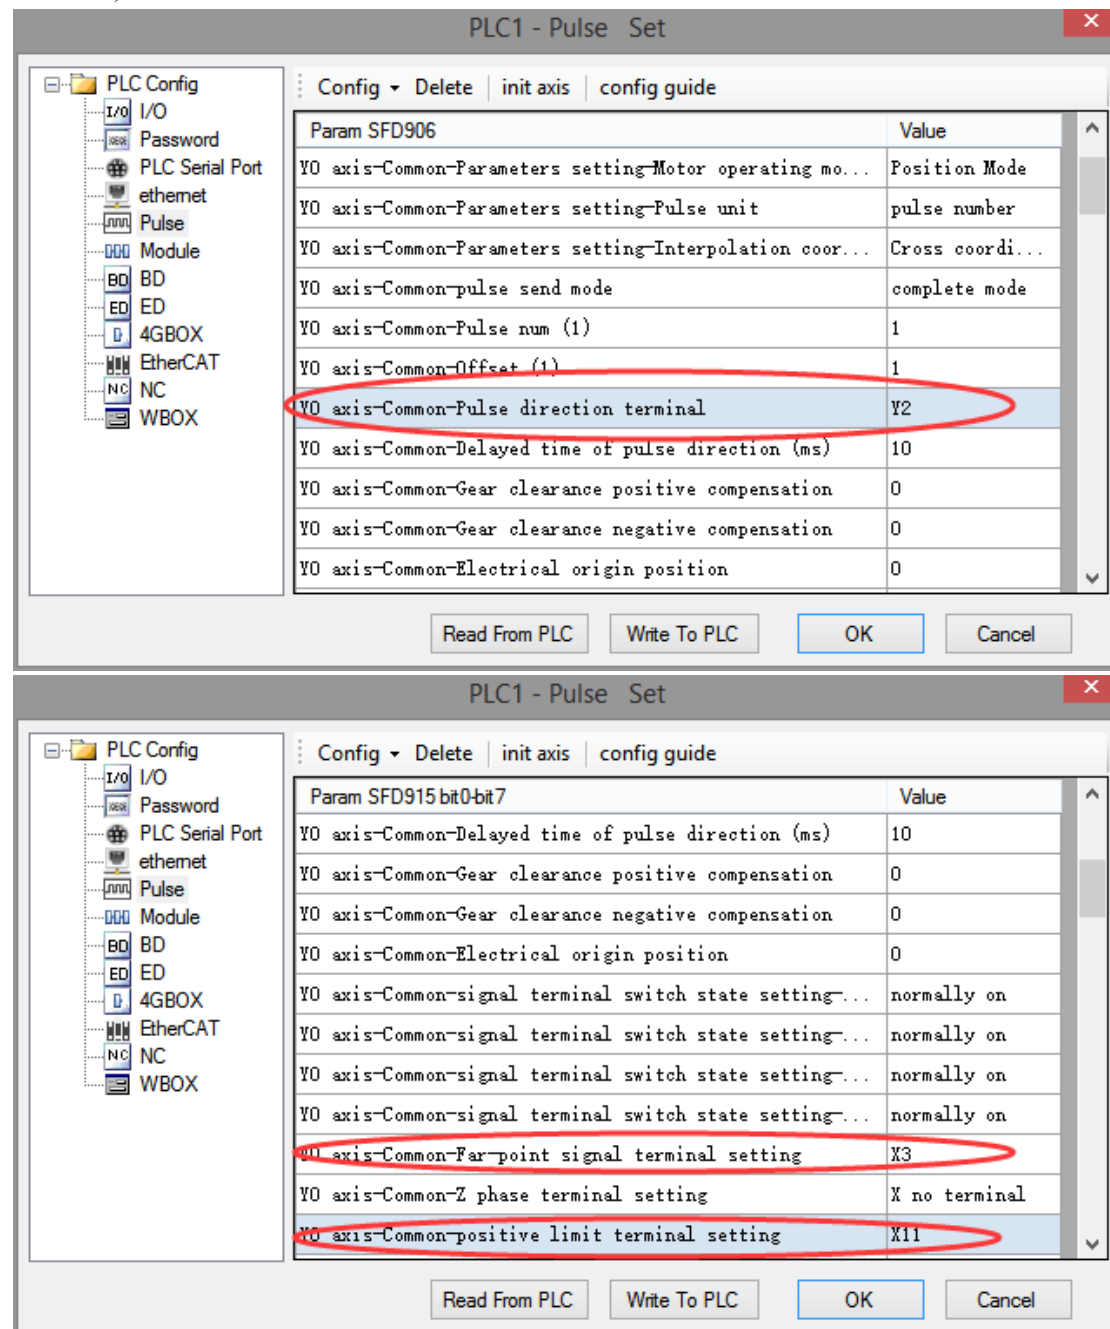 PLC1 - Pulse Set
PLC Config
I/O I/O
Password
PLC Serial Port
ethernet
Pulse
Module
BD BD
ED ED
4GBOX
EtherCAT
NC NC
WBOX
Config Delete init axis config guide
Param SFD906 Value
Y0 axis-Common-Parameters setting-Motor operating mo... Position Mode
Y0 axis-Common-Parameters setting-Pulse unit pulse number
Y0 axis-Common-Parameters setting-Interpolation coor... Cross coordi...
Y0 axis-Common-pulse send mode complete mode
Y0 axis-Common-Pulse num (1) 1
Y0 axis-Common-Offset (1) 1
Y0 axis-Common-Pulse direction terminal Y2
Y0 axis-Common-Delayed time of pulse direction (ms) 10
Y0 axis-Common-Gear clearance positive compensation 0
Y0 axis-Common-Gear clearance negative compensation 0
Y0 axis-Common-Electrical origin position 0
Read From PLC Write To PLC OK Cancel
PLC1 - Pulse Set
PLC Config
I/O I/O
Password
PLC Serial Port
ethernet
Pulse
Module
BD BD
ED ED
4GBOX
EtherCAT
NC NC
WBOX
Config Delete init axis config guide
Param SFD915 bit0-bit7 Value
Y0 axis-Common-Delayed time of pulse direction (ms) 10
Y0 axis-Common-Gear clearance positive compensation 0
Y0 axis-Common-Gear clearance negative compensation 0
Y0 axis-Common-Electrical origin position 0
Y0 axis-Common-signal terminal switch state setting-... normally on
Y0 axis-Common-signal terminal switch state setting-... normally on
Y0 axis-Common-signal terminal switch state setting-... normally on
Y0 axis-Common-signal terminal switch state setting-... normally on
Y0 axis-Common-Far-point signal terminal setting X3
Y0 axis-Common-Z phase terminal setting X no terminal
Y0 axis-Common-positive limit terminal setting X11
Read From PLC Write To PLC OK Cancel